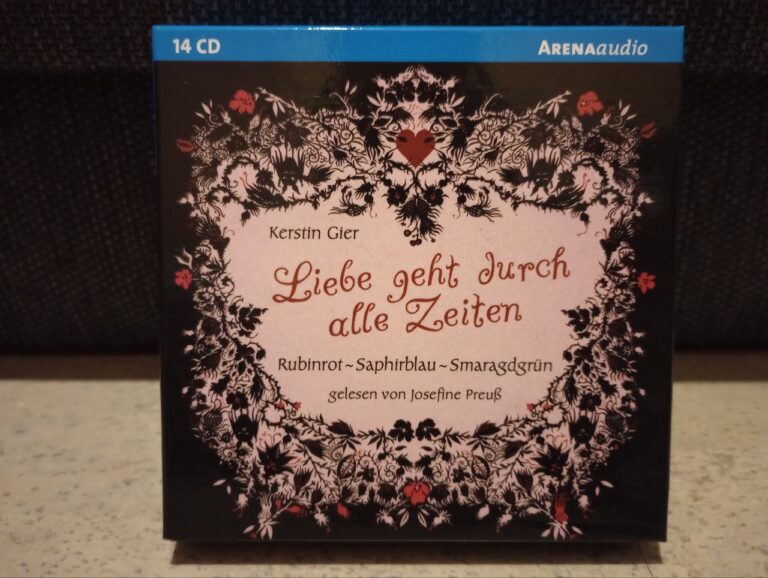 14 CD
ARENAaudio
Kerstin Gier
Liebe geht durch
alle Zeiten
Rubinrot~Saphirblau~Smaragdgrün
gelesen von Josefine Preuß